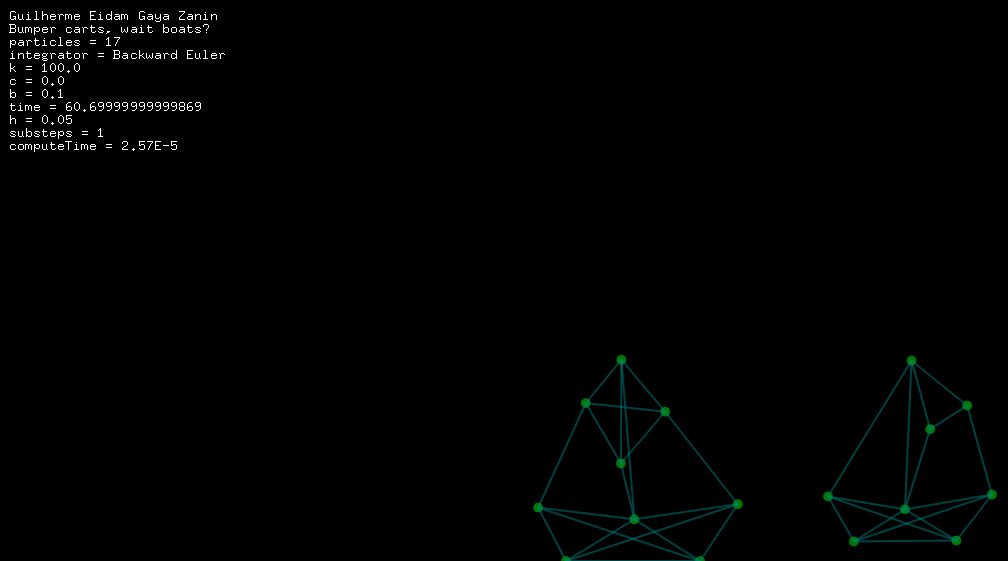 Guilherme Eidam Gaya Zanin
Bumper carts, wait boats?
particles = 17
integrator = Backward Euler
k = 100.0
c = 0.0
b = 0.1
time = 60.69999999999869
h = 0.05
substeps = 1
computeTime = 2.57E-5